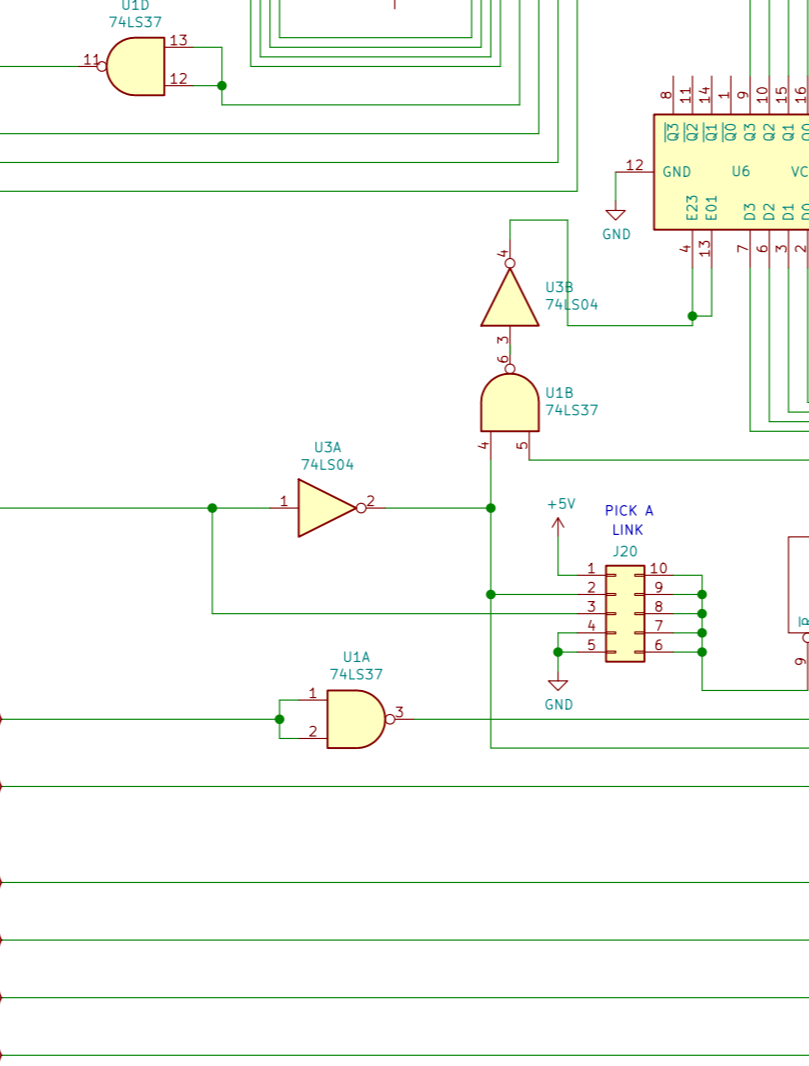 U1D
74LS37
11
13
12
8
11
14
1
9
10
15
16
Q3
Q2
Q1
Q0
Q3
Q2
Q1
12
GND
U6
VC
E23
E01
D3
D2
D1
4
13
7
6
3
2
GND
4
U3B
74LS04
3
6
U1B
74LS37
4
5
U3A
74LS04
1
2
+5V
PICK A
LINK
J20
1
10
2
9
3
8
4
7
5
6
GND
9
U1A
74LS37
1
2
3